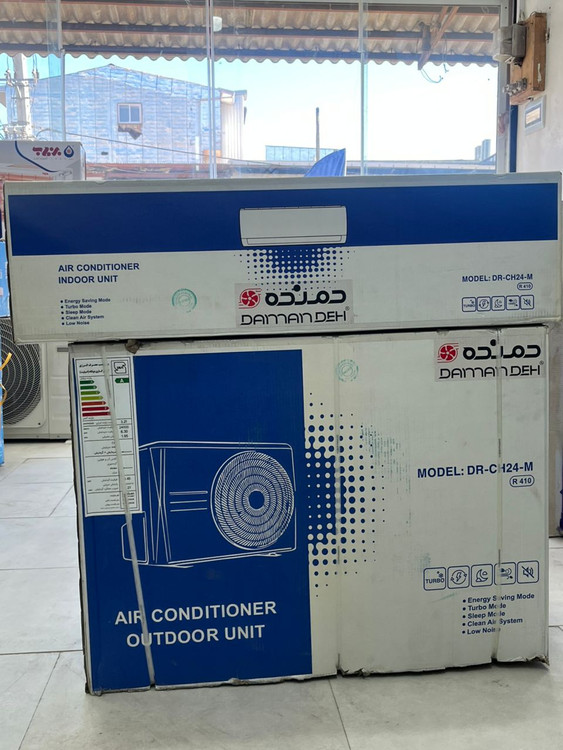 AIR CONDITIONER
INDOOR UNIT
• Energy Saving Mode
• Turbo Mode
• Sleep Mode
• Clean Air System
• Low Noise
دمنده
DAMANDEH
MODEL: DR-CH24-M
R 410
TURBO
دمنده
DAMANDEH
A
MODEL: DR-CH24-M
R 410
TURBO
• Energy Saving Mode
• Turbo Mode
• Sleep Mode
• Clean Air System
• Low Noise
AIR CONDITIONER
OUTDOOR UNIT